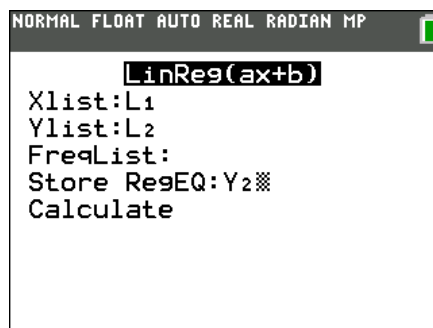 NORMAL FLOAT AUTO REAL RADIAN MP
LinReg(ax+b)
Xlist:L₁
Ylist:L₂
FreqList:
Store RegEQ:Y₂
Calculate